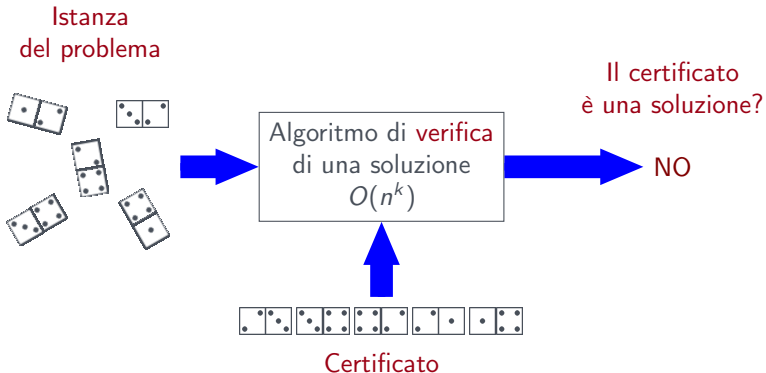 Istanza
del problema
Il certificato
è una soluzione?
Algoritmo di verifica
di una soluzione
O(n^k)
NO
Certificato